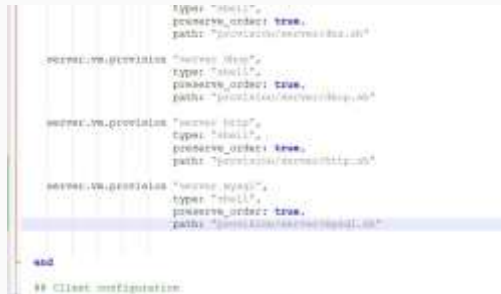 type: "shell",
preserve_order: true,
path: "provision/server/dns.sh"
server.vm.provision "server dhcp",
type: "shell",
preserve_order: true,
path: "provision/server/dhcp.sh"
server.vm.provision "server http",
type: "shell",
preserve_order: true,
path: "provision/server/http.sh"
server.vm.provision "server mysql",
type: "shell",
preserve_order: true,
path: "provision/server/mysql.sh"
end
## Client configuration